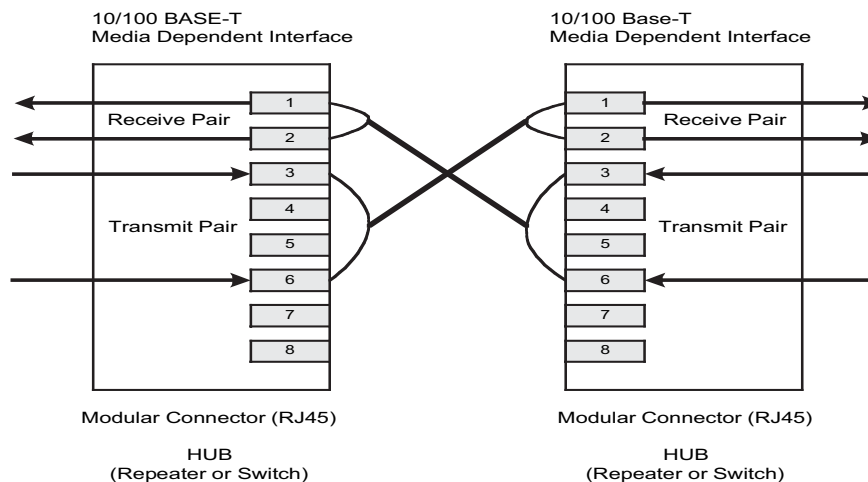 10/100 BASE-T
Media Dependent Interface
1
Receive Pair
2
3
4
Transmit Pair
5
6
7
8
Modular Connector (RJ45)
HUB
(Repeater or Switch)
10/100 Base-T
Media Dependent Interface
1
Receive Pair
2
3
4
Transmit Pair
5
6
7
8
Modular Connector (RJ45)
HUB
(Repeater or Switch)